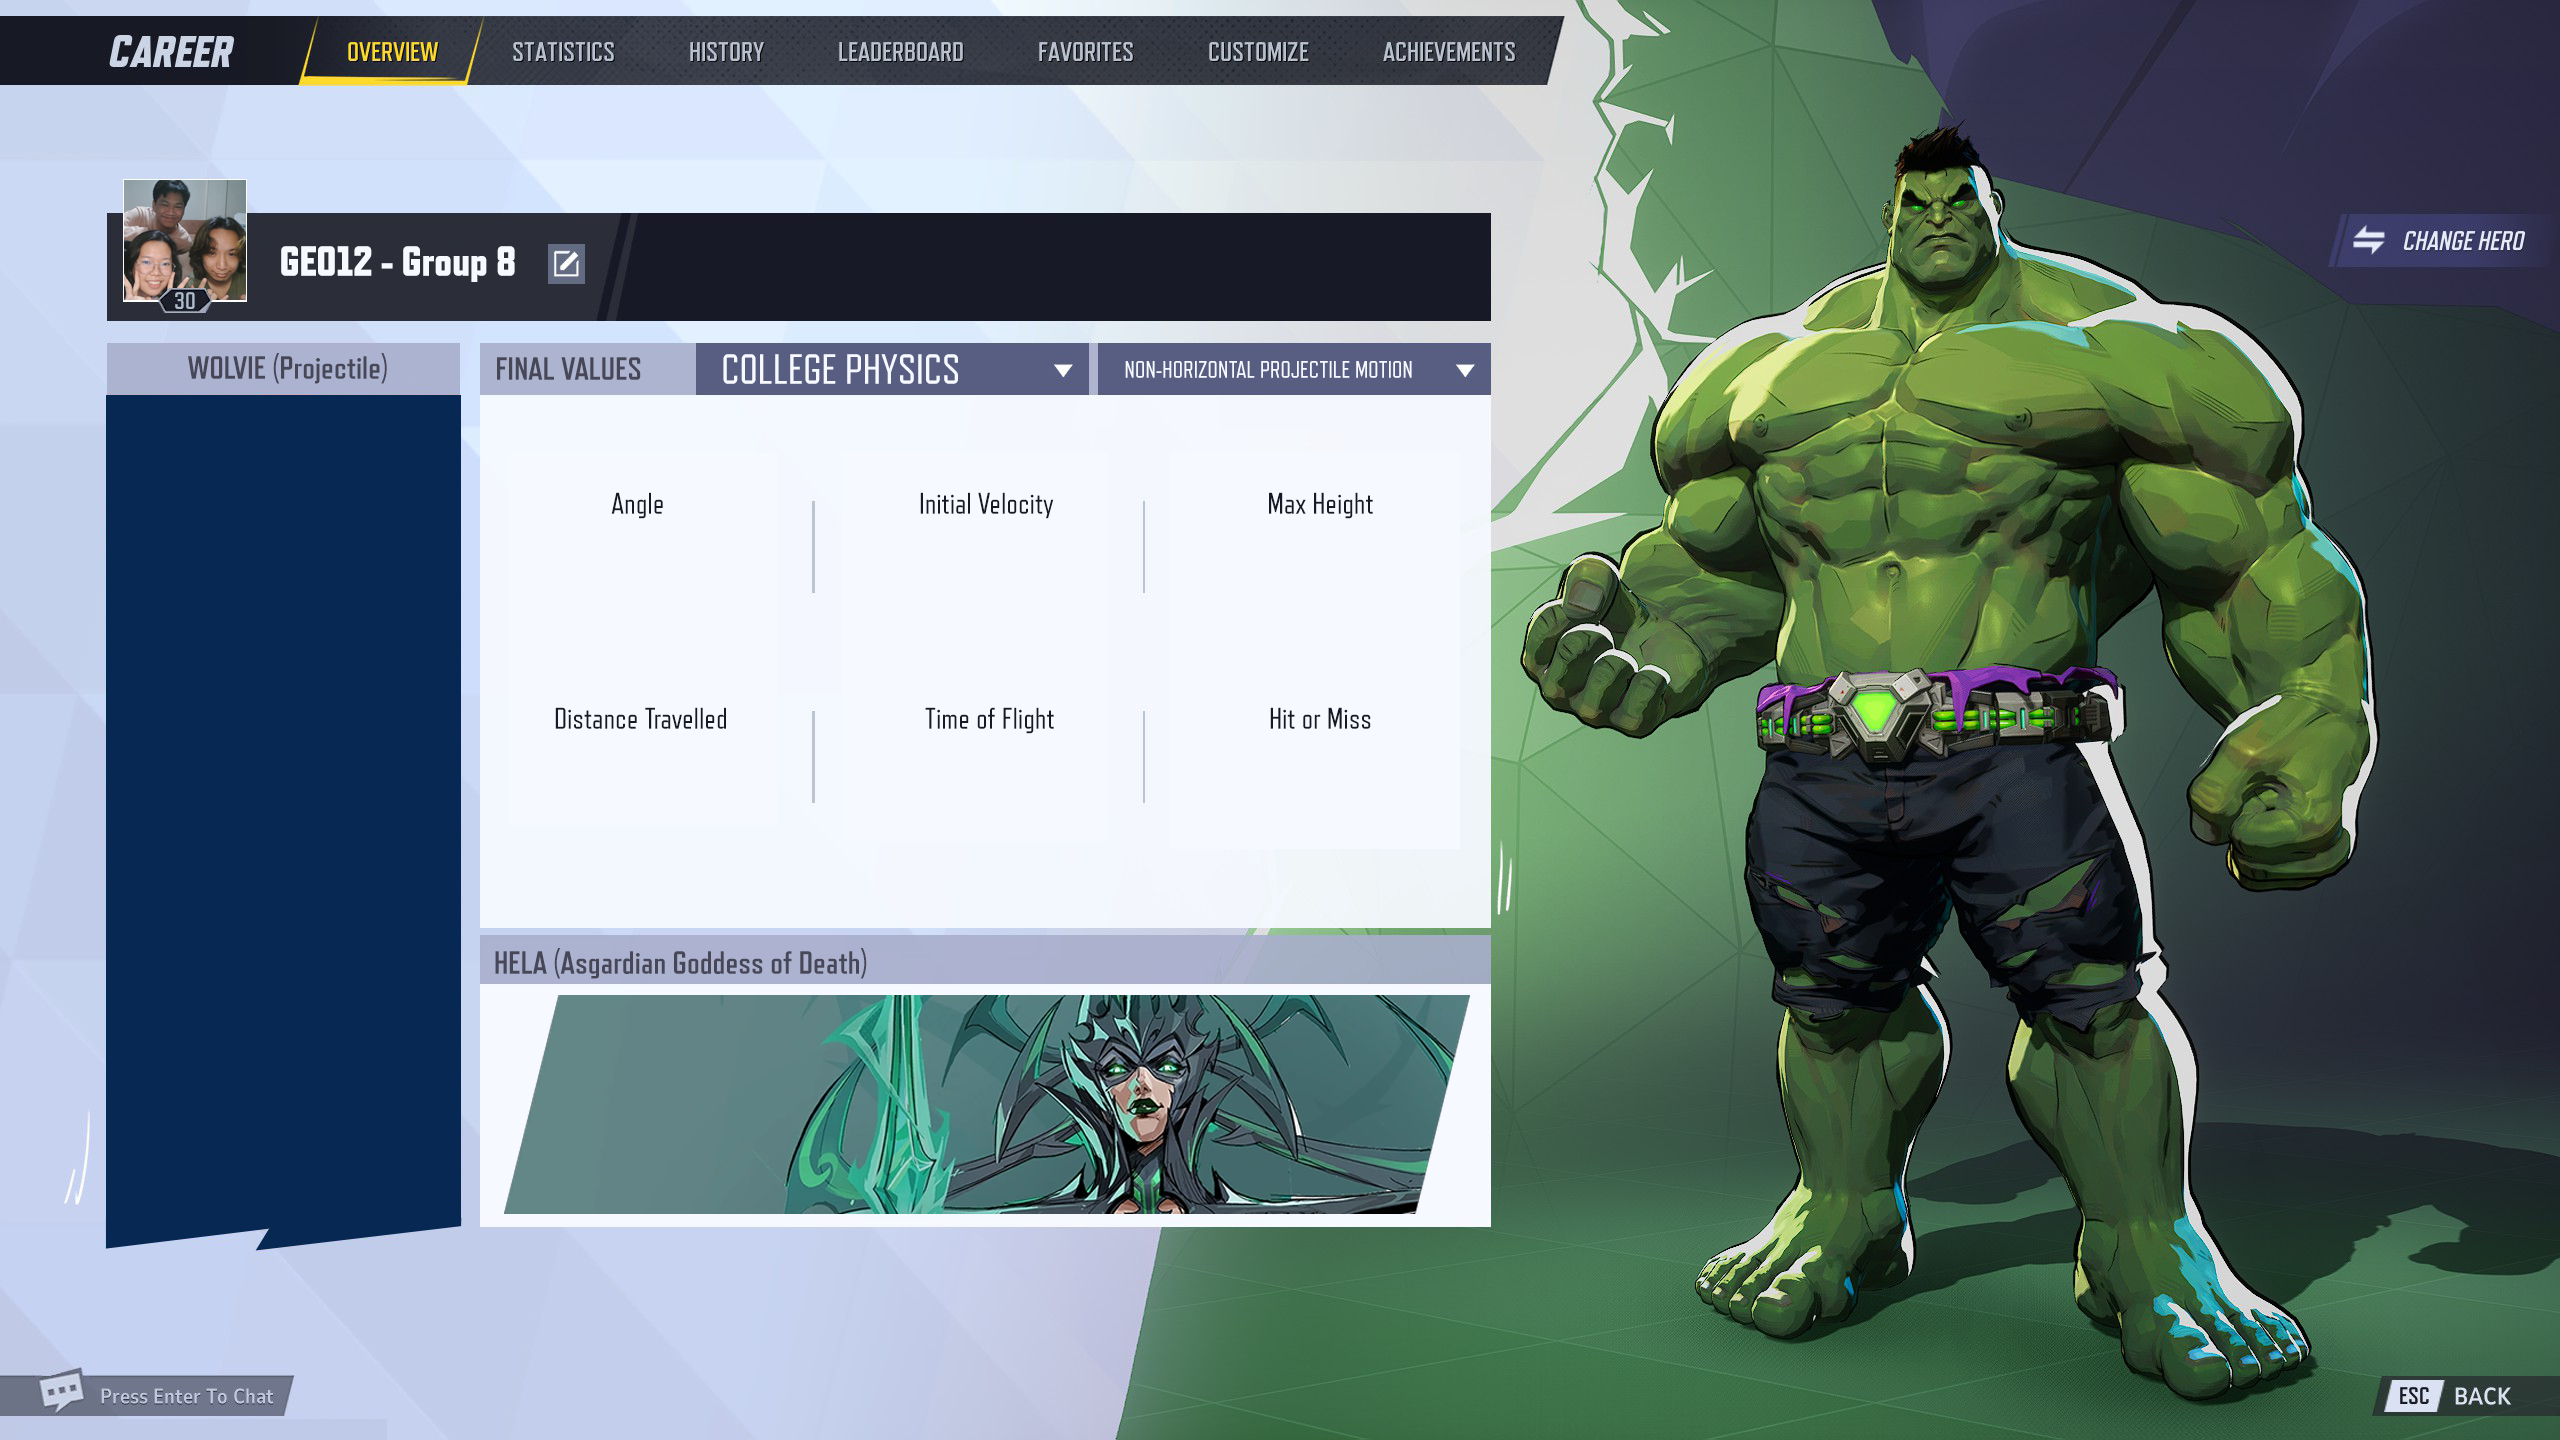 CAREER
OVERVIEW
STATISTICS
HISTORY
LEADERBOARD
FAVORITES
CUSTOMIZE
ACHIEVEMENTS
GEO12 - Group 8
30
CHANGE HERO
WOLVIE (Projectile)
FINAL VALUES
COLLEGE PHYSICS
NON-HORIZONTAL PROJECTILE MOTION
Angle
Initial Velocity
Max Height
Distance Travelled
Time of Flight
Hit or Miss
HELA (Asgardian Goddess of Death)
Press Enter To Chat
ESC BACK